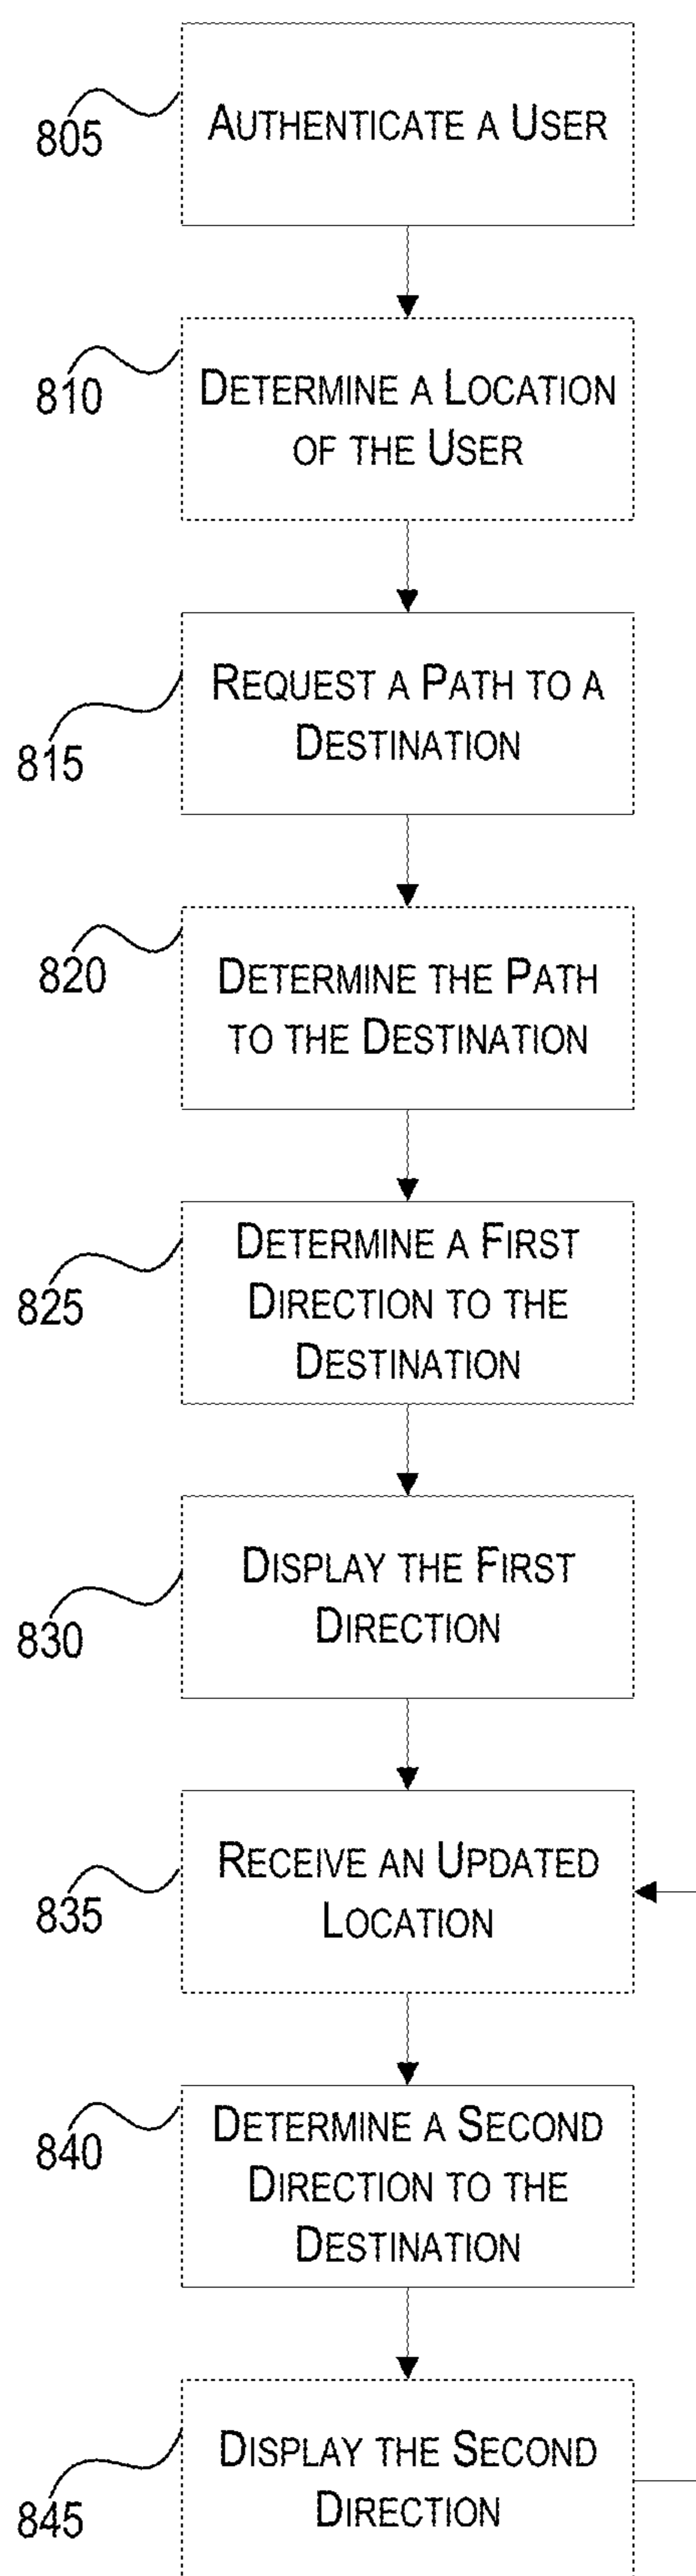 805
AUTHENTICATE A USER
810
DETERMINE A LOCATION
OF THE USER
815
REQUEST A PATH TO A
DESTINATION
820
DETERMINE THE PATH
TO THE DESTINATION
825
DETERMINE A FIRST
DIRECTION TO THE
DESTINATION
830
DISPLAY THE FIRST
DIRECTION
835
RECEIVE AN UPDATED
LOCATION
840
DETERMINE A SECOND
DIRECTION TO THE
DESTINATION
845
DISPLAY THE SECOND
DIRECTION